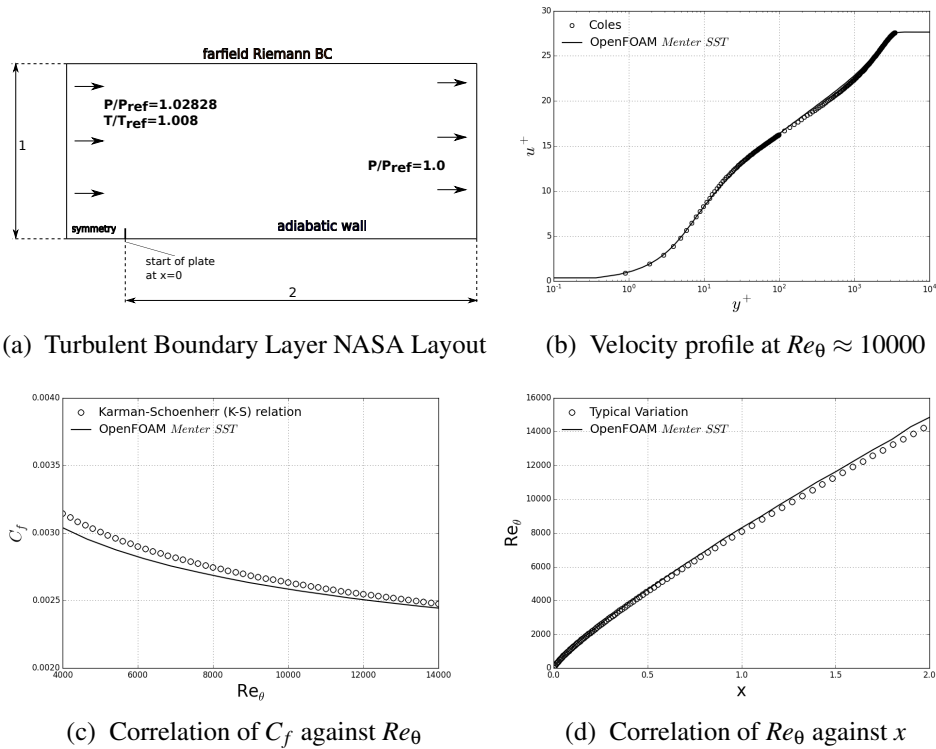 farfield Riemann BC
P/Pref=1.02828
T/Tref=1.008
1
P/Pref=1.0
symmetry
adiabatic wall
start of plate
at x=0
2
(a) Turbulent Boundary Layer NASA Layout
30
25
20
15
10
5
0
u⁺
Coles
OpenFOAM Menter SST
10⁻¹ 10⁰ 10¹ 10² 10³ 10⁴
y⁺
(b) Velocity profile at Reθ ≈ 10000
0.0040
0.0035
0.0030
0.0025
0.0020
C_f
Karman-Schoenherr (K-S) relation
OpenFOAM Menter SST
4000 6000 8000 10000 12000 14000
Reθ
(c) Correlation of C_f against Reθ
16000
14000
12000
10000
8000
6000
4000
2000
0
Reθ
Typical Variation
OpenFOAM Menter SST
0.0 0.5 1.0 1.5 2.0
x
(d) Correlation of Reθ against x